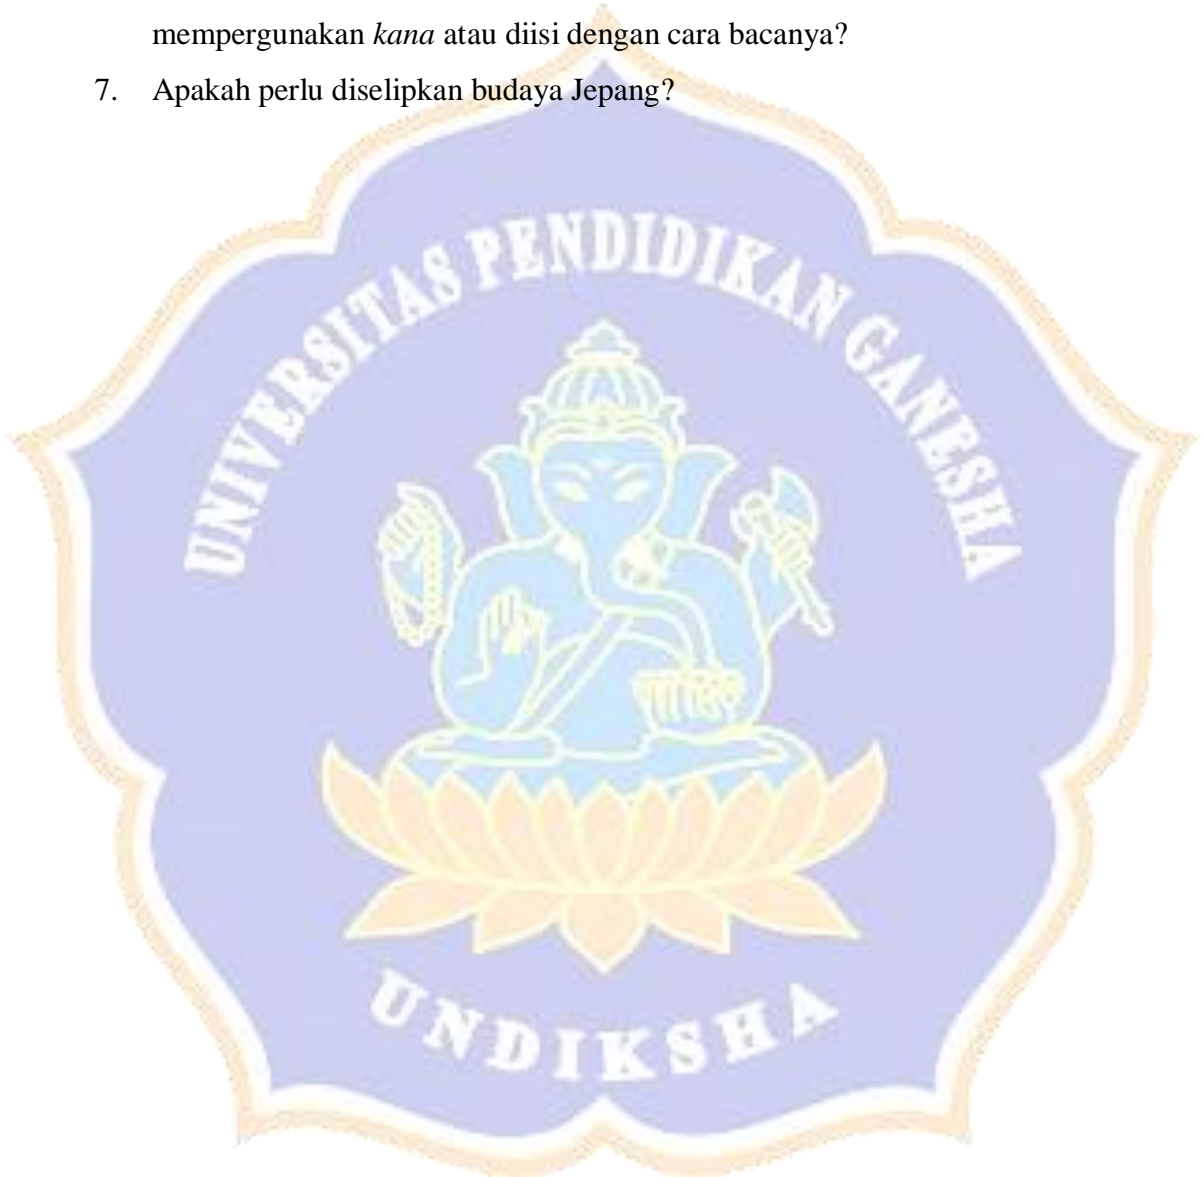 mempergunakan kana atau diisi dengan cara bacanya?
7. Apakah perlu diselipkan budaya Jepang?
UNIVERSITAS PENDIDIKAN GANESHA
UNDIKSHA